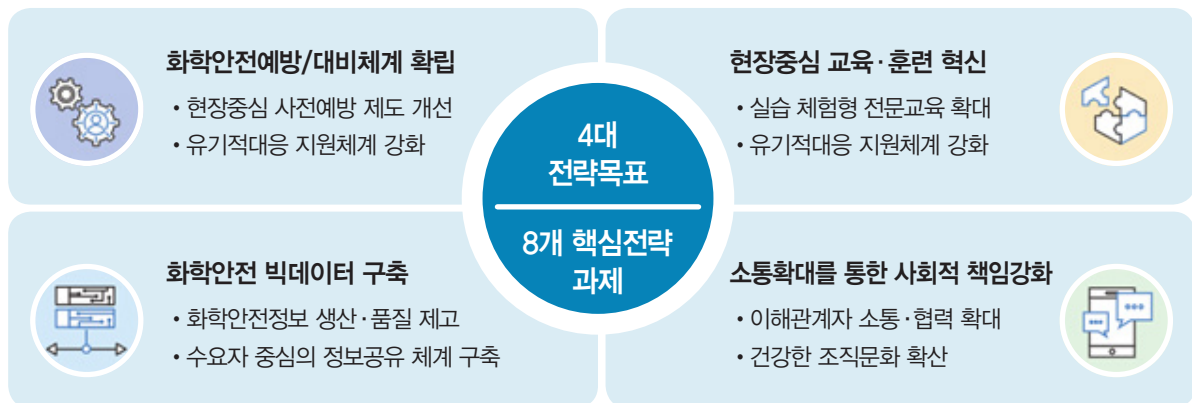 화학안전예방/대비체계 확립
• 현장중심 사전예방 제도 개선
• 유기적대응 지원체계 강화
현장중심 교육·훈련 혁신
• 실습 체험형 전문교육 확대
• 유기적대응 지원체계 강화
4대
전략목표
8개 핵심전략
과제
화학안전 빅데이터 구축
• 화학안전정보 생산·품질 제고
• 수요자 중심의 정보공유 체계 구축
소통확대를 통한 사회적 책임강화
• 이해관계자 소통·협력 확대
• 건강한 조직문화 확산